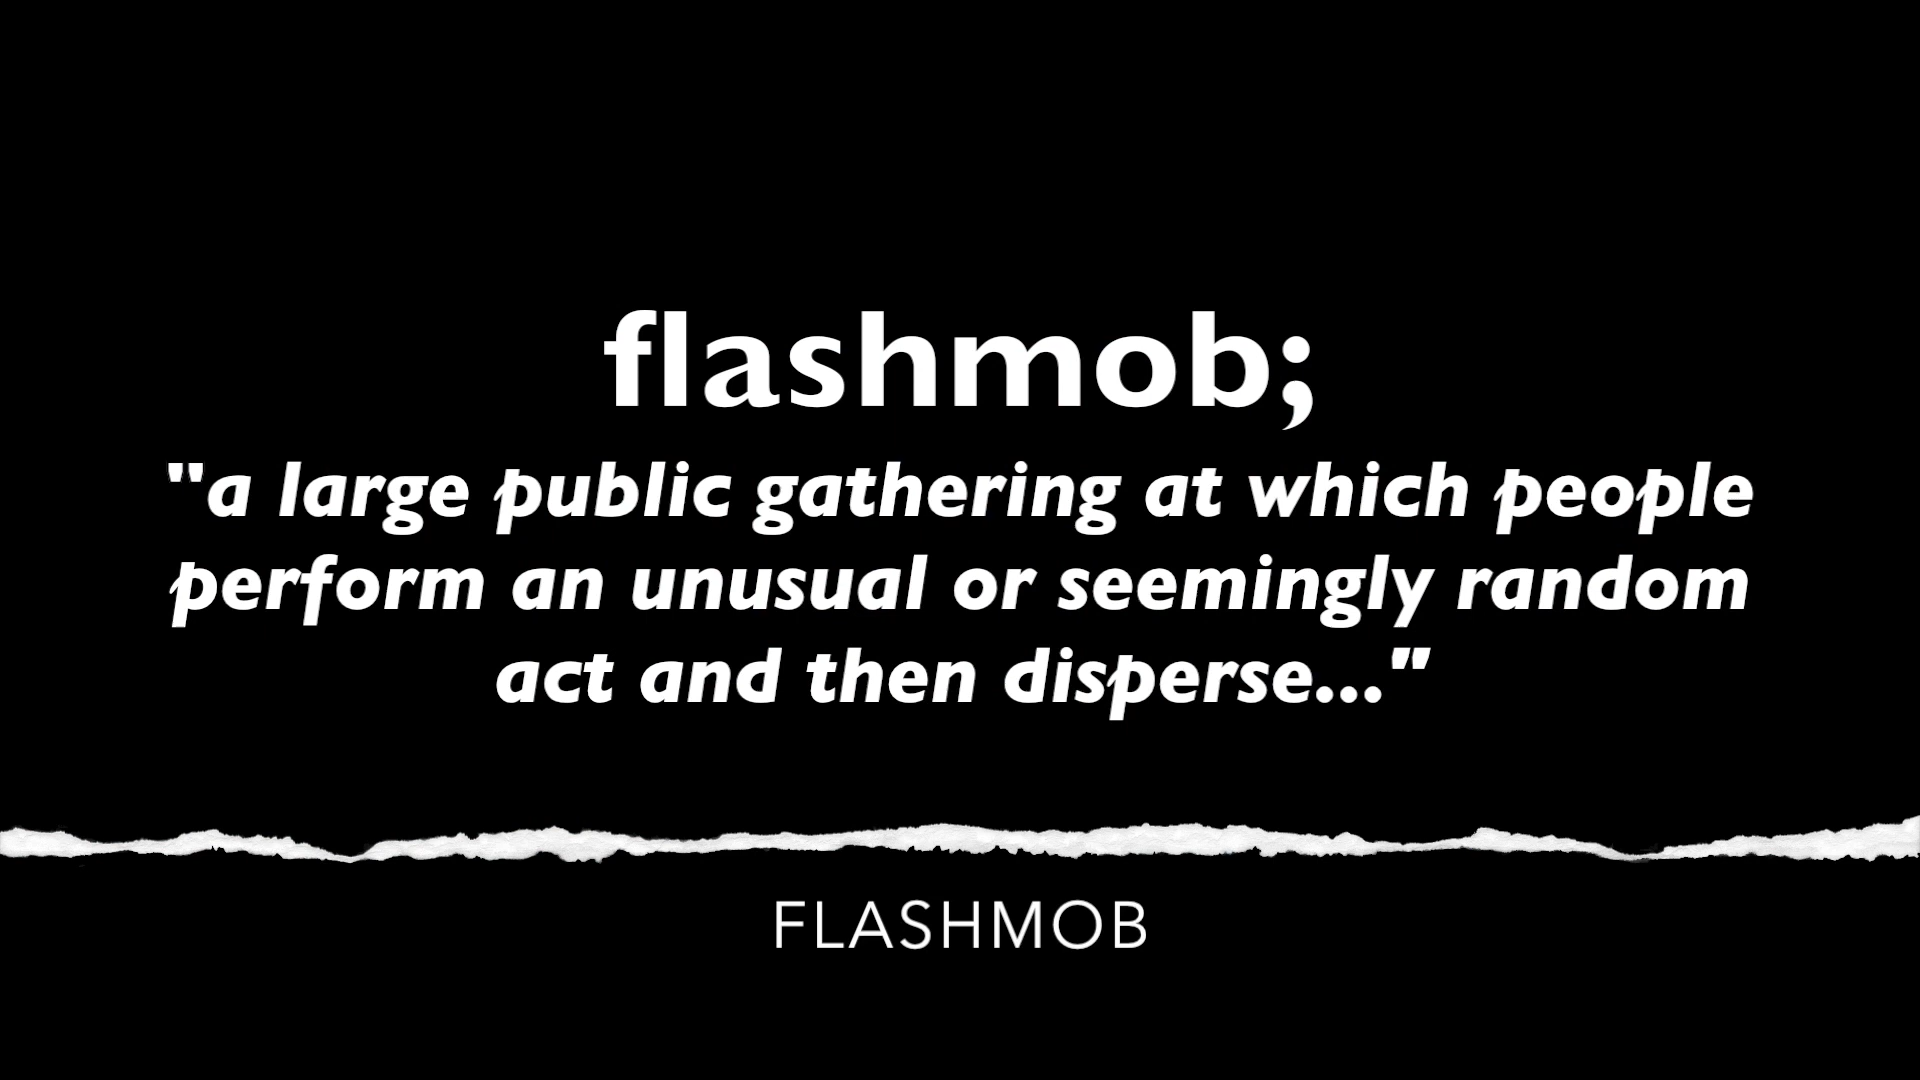 flashmob;
"a large public gathering at which people
perform an unusual or seemingly random
act and then disperse..."
FLASHMOB